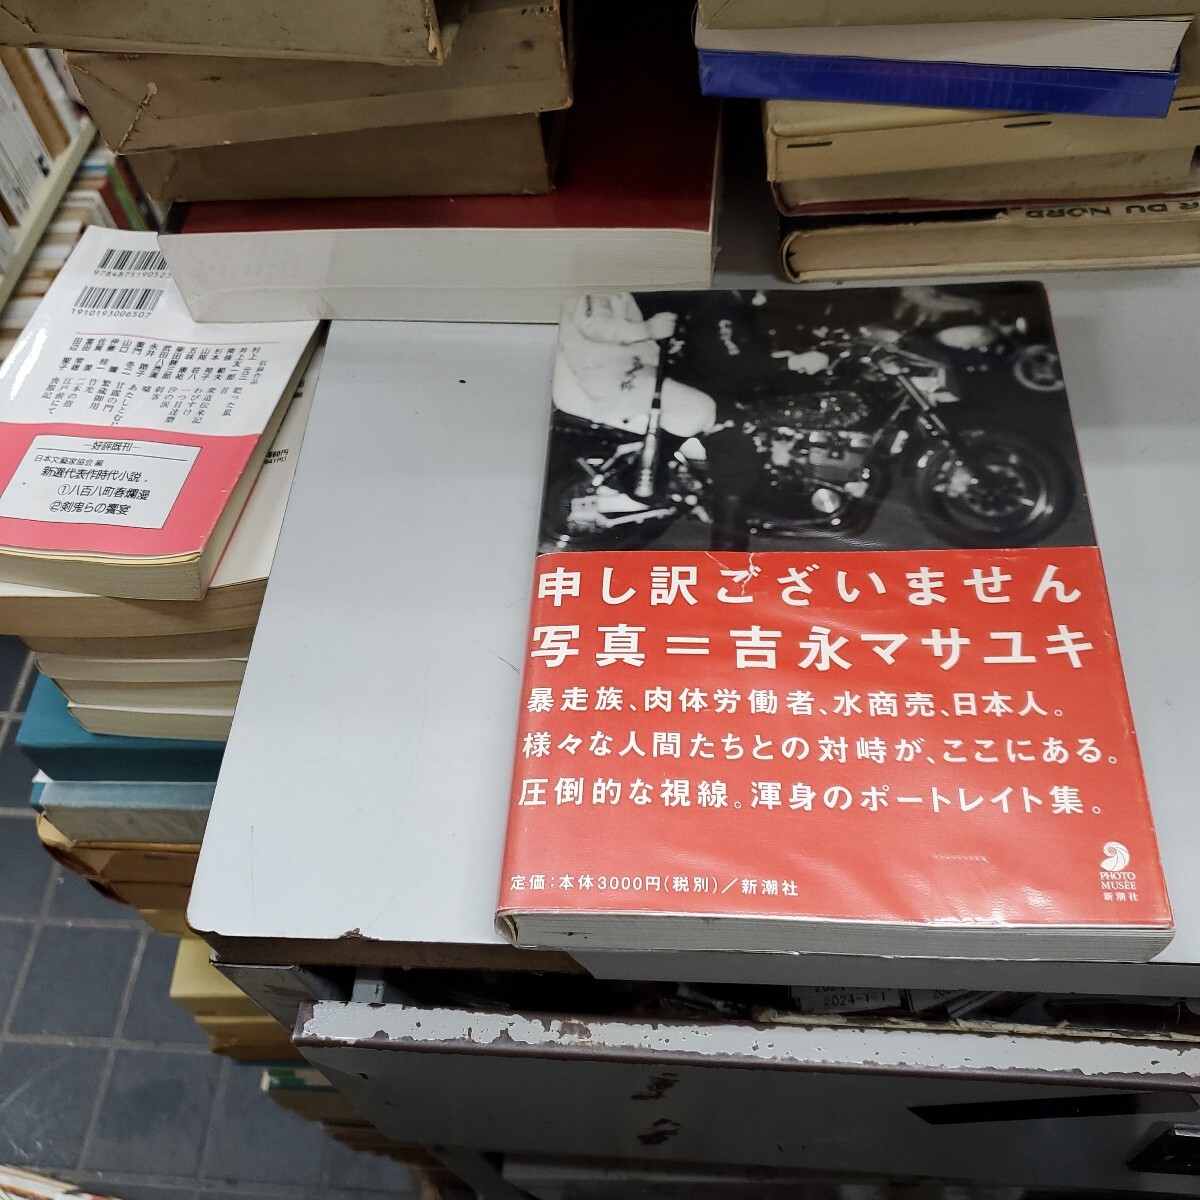 申し訳ございません
写真＝吉永マサユキ
暴走族、肉体労働者、水商売、日本人。
様々な人間たちとの対峙が、ここにある。
圧倒的な視線。渾身のポートレイト集。
定価：本体3000円(税別)／新潮社
PHOTO
MUSÉE
新潮社
R DU NORD
1910193006507
好評既刊
日本文藝家協会 編
新選代表作時代小説
①八百八町春爛漫
②剣鬼らの饗宴